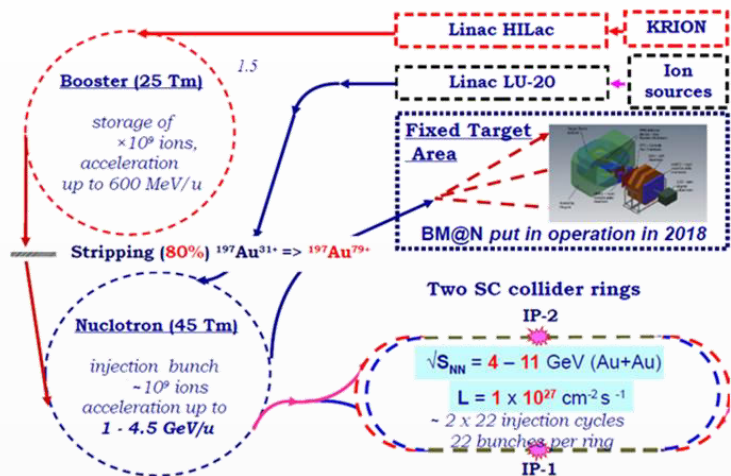 Linac HILac
KRION
Booster (25 Tm)
1.5
storage of
×10⁹ ions,
acceleration
up to 600 MeV/u
Linac LU-20
Ion
sources
Fixed Target
Area
BM@N put in operation in 2018
Stripping (80%) ¹⁹⁷Au³¹⁺ => ¹⁹⁷Au⁷⁹⁺
Nuclotron (45 Tm)
injection bunch
~10⁹ ions
acceleration up to
1 - 4.5 GeV/u
Two SC collider rings
IP-2
√S_NN = 4 – 11 GeV (Au+Au)
L = 1 x 10²⁷ cm⁻² s⁻¹
~ 2 x 22 injection cycles
22 bunches per ring
IP-1